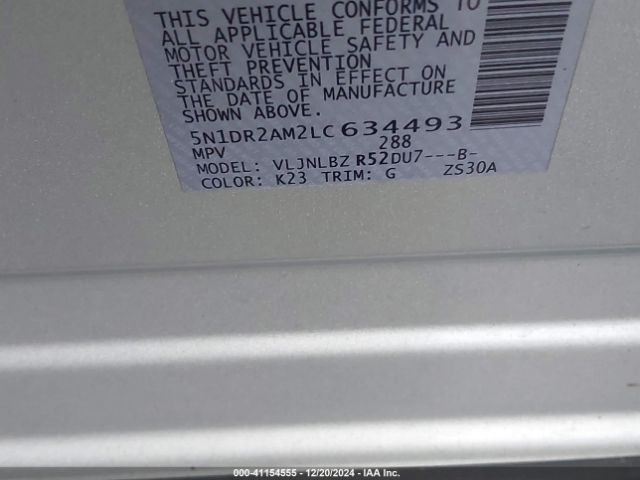 THIS VEHICLE CONFORMS TO
ALL APPLICABLE FEDERAL
MOTOR VEHICLE SAFETY AND
THEFT PREVENTION
STANDARDS IN EFFECT ON
THE DATE OF MANUFACTURE
SHOWN ABOVE.
5N1DR2AM2LC634493
MPV 288
MODEL: VLJNLBZ R52DU7---B-
COLOR: K23 TRIM: G ZS30A
000-41154555 - 12/20/2024 - IAA Inc.